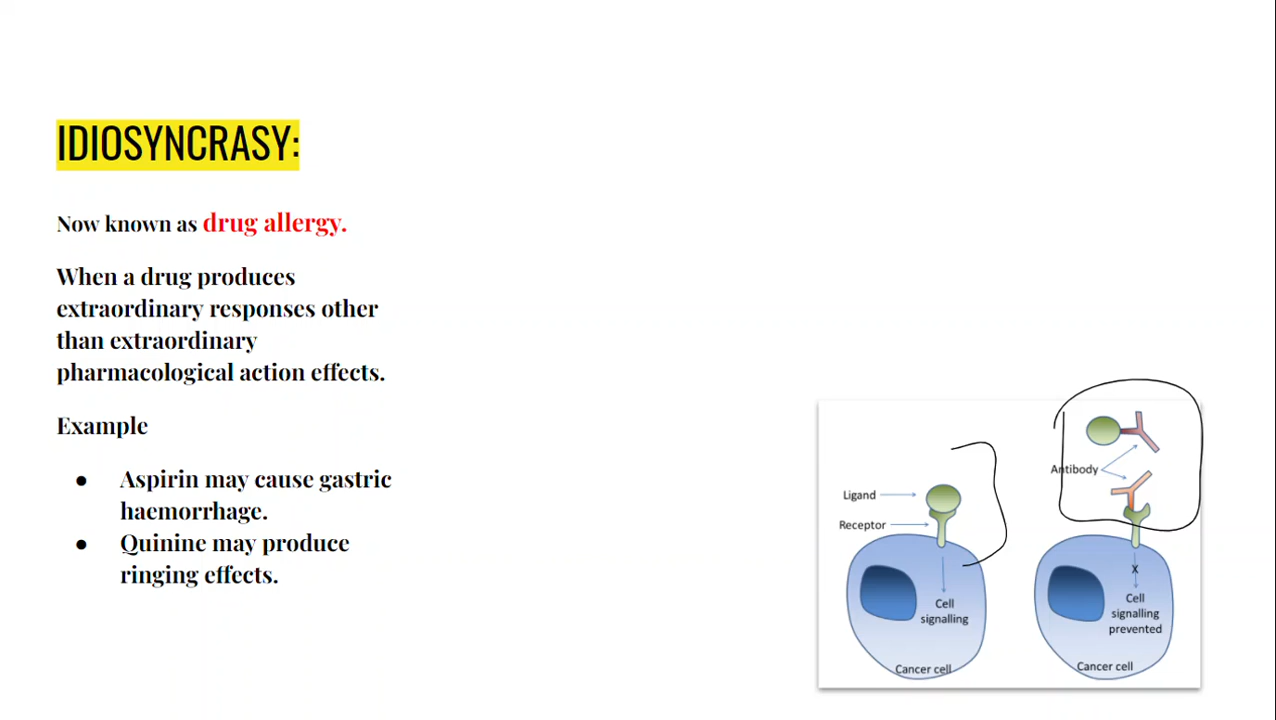 IDIOSYNCRASY:
Now known as drug allergy.
When a drug produces
extraordinary responses other
than extraordinary
pharmacological action effects.
Example
● Aspirin may cause gastric
haemorrhage.
● Quinine may produce
ringing effects.
Ligand
Receptor
Cell
signalling
Cancer cell
Antibody
X
Cell
signalling
prevented
Cancer cell